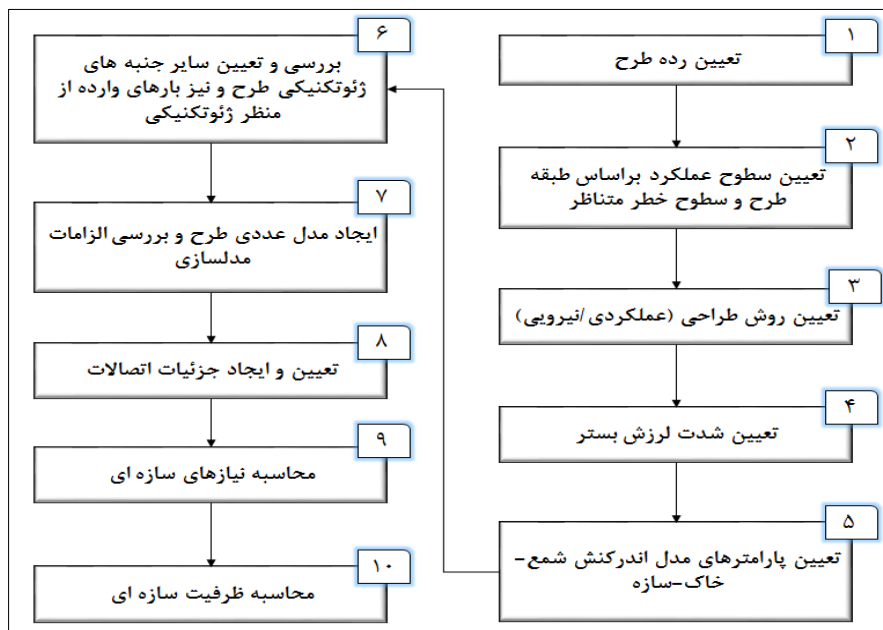 ۱
تعیین رده طرح
۲
تعیین سطوح عملکرد براساس طبقه
طرح و سطوح خطر متناظر
۳
تعیین روش طراحی (عملکردی/نیرویی)
۴
تعیین شدت لرزش بستر
۵
تعیین پارامترهای مدل اندرکنش شمع-
خاک-سازه
۶
بررسی و تعیین سایر جنبه های
ژئوتکنیکی طرح و نیز بارهای وارده از
منظر ژئوتکنیکی
۷
ایجاد مدل عددی طرح و بررسی الزامات
مدلسازی
۸
تعیین و ایجاد جزئیات اتصالات
۹
محاسبه نیازهای سازه ای
۱۰
محاسبه ظرفیت سازه ای